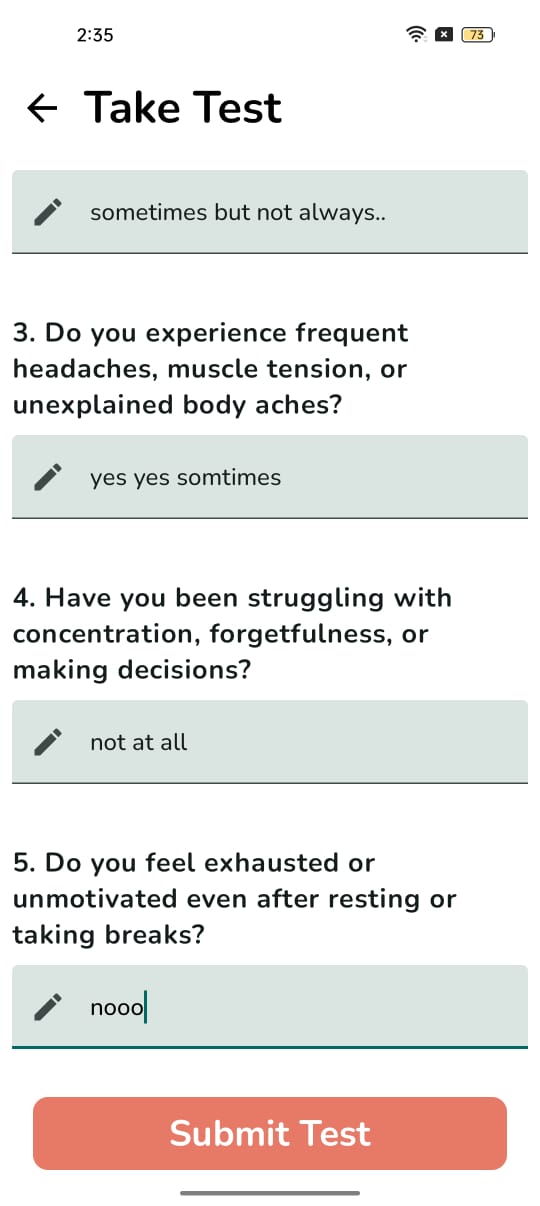 2:35
73
Take Test
sometimes but not always..
3. Do you experience frequent
headaches, muscle tension, or
unexplained body aches?
yes yes somtimes
4. Have you been struggling with
concentration, forgetfulness, or
making decisions?
not at all
5. Do you feel exhausted or
unmotivated even after resting or
taking breaks?
nooo
Submit Test